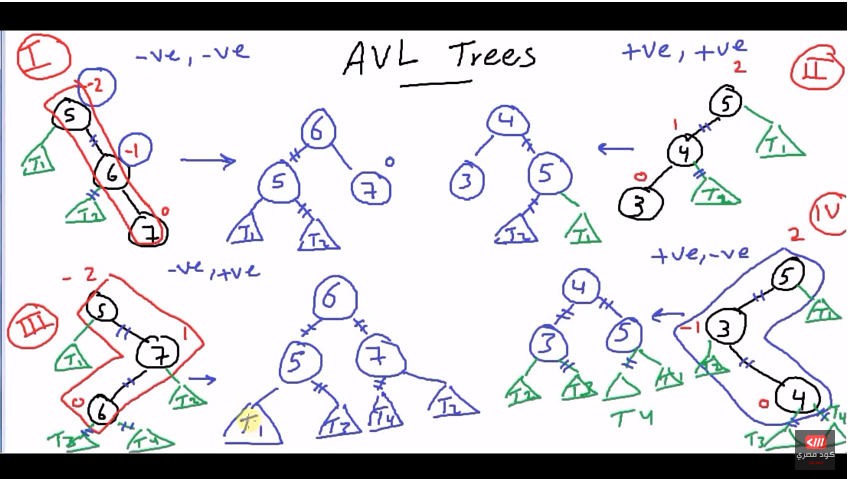 AVL Trees
I
-ve, -ve
-2
5
T1
-1
6
T2
0
7
6
5
7
0
T1
T2
+ve, +ve
II
2
5
1
4
T1
0
3
T2
4
3
5
T2
T1
III
-ve, +ve
-2
5
T1
1
7
T2
0
6
T3
T4
6
5
7
T1
T3
T4
T2
+ve, -ve
IV
2
5
T1
-1
3
T2
0
4
T3
T4
4
3
5
T2
T3
T4
T1
كود مصري